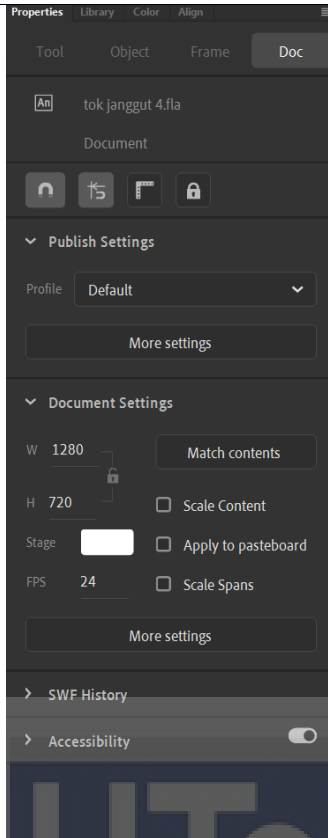 Properties Library Color Align
Tool Object Frame Doc
An tok janggut 4.fla
Document
Publish Settings
Profile Default
More settings
Document Settings
W 1280 Match contents
H 720 Scale Content
Stage Apply to pasteboard
FPS 24 Scale Spans
More settings
SWF History
Accessibility